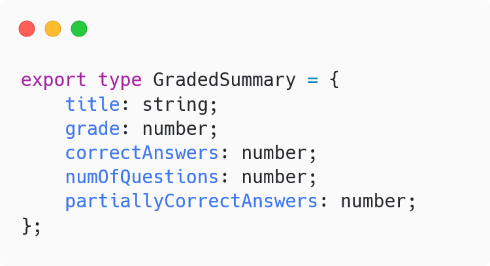 export type GradedSummary = {
    title: string;
    grade: number;
    correctAnswers: number;
    numOfQuestions: number;
    partiallyCorrectAnswers: number;
};